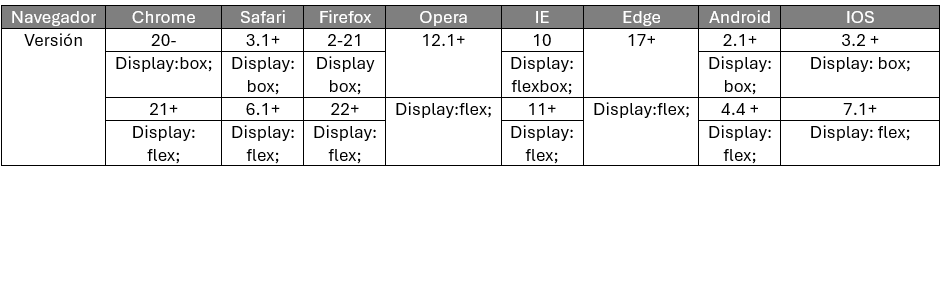 Navegador Chrome Safari Firefox Opera IE Edge Android IOS
Versión 20- 3.1+ 2-21 12.1+ 10 17+ 2.1+ 3.2 +
Display:box; Display: Display Display: Display: Display: box;
box; box; flexbox; box;
21+ 6.1+ 22+ Display:flex; 11+ Display:flex; 4.4 + 7.1+
Display: Display: Display: Display: Display: Display: flex;
flex; flex; flex; flex; flex;